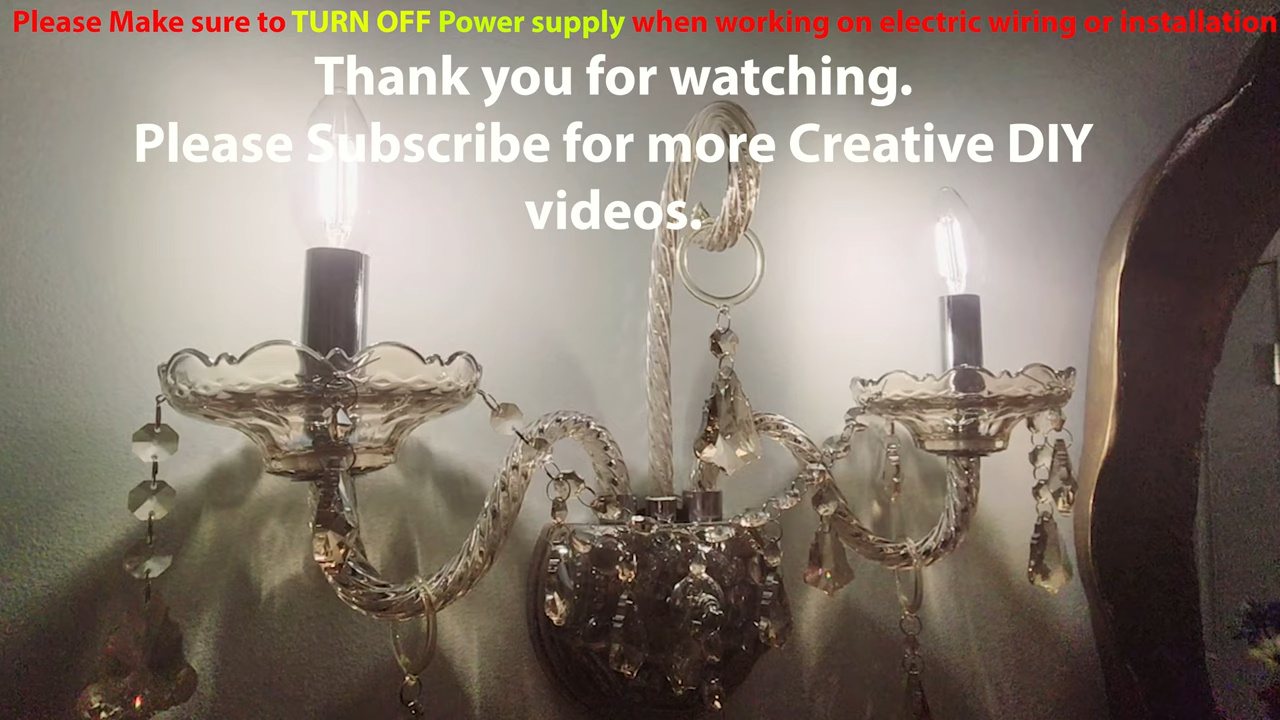 Please Make sure to TURN OFF Power supply when working on electric wiring or installation
Thank you for watching.
Please Subscribe for more Creative DIY
videos.